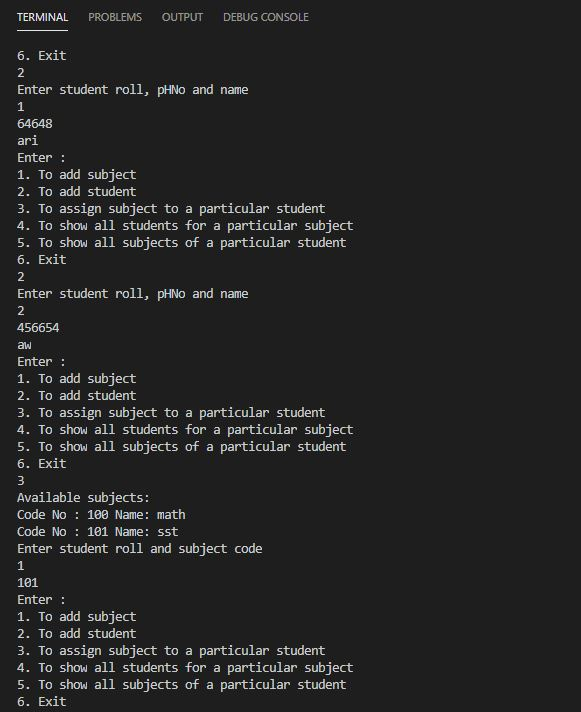 TERMINAL PROBLEMS OUTPUT DEBUG CONSOLE
6. Exit
2
Enter student roll, pHNo and name
1
64648
ari
Enter :
1. To add subject
2. To add student
3. To assign subject to a particular student
4. To show all students for a particular subject
5. To show all subjects of a particular student
6. Exit
2
Enter student roll, pHNo and name
2
456654
aw
Enter :
1. To add subject
2. To add student
3. To assign subject to a particular student
4. To show all students for a particular subject
5. To show all subjects of a particular student
6. Exit
3
Available subjects:
Code No : 100 Name: math
Code No : 101 Name: sst
Enter student roll and subject code
1
101
Enter :
1. To add subject
2. To add student
3. To assign subject to a particular student
4. To show all students for a particular subject
5. To show all subjects of a particular student
6. Exit